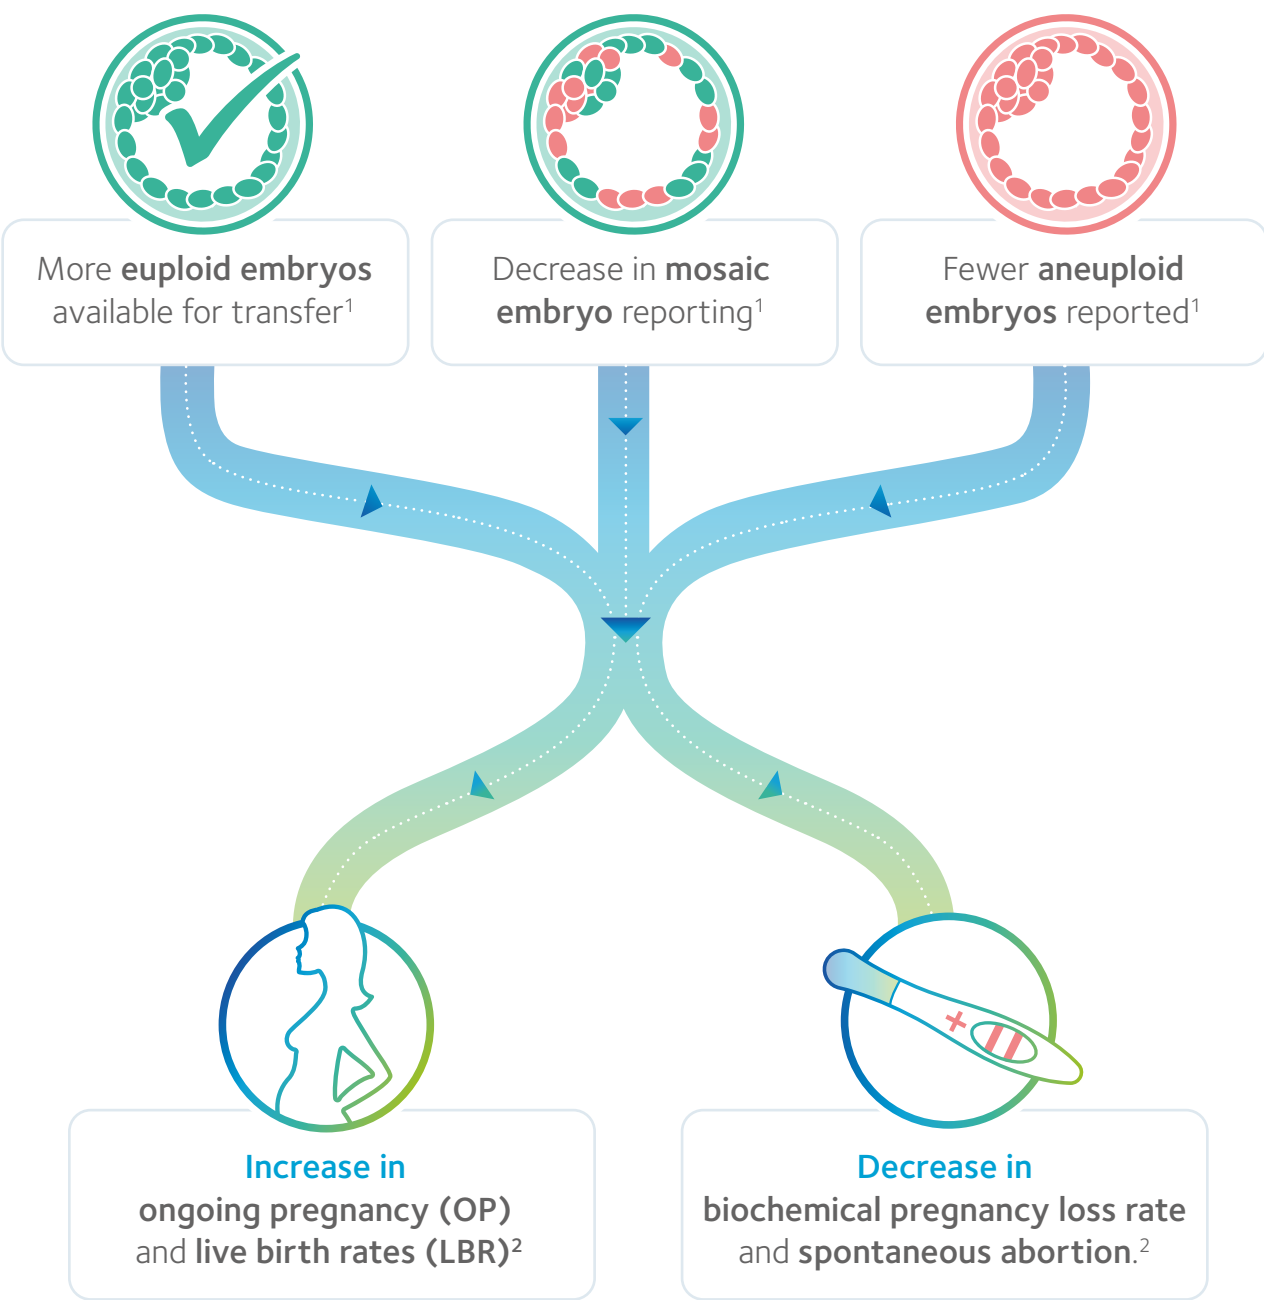 More euploid embryos
available for transfer¹
Decrease in mosaic
embryo reporting¹
Fewer aneuploid
embryos reported¹
Increase in
ongoing pregnancy (OP)
and live birth rates (LBR)²
Decrease in
biochemical pregnancy loss rate
and spontaneous abortion.²